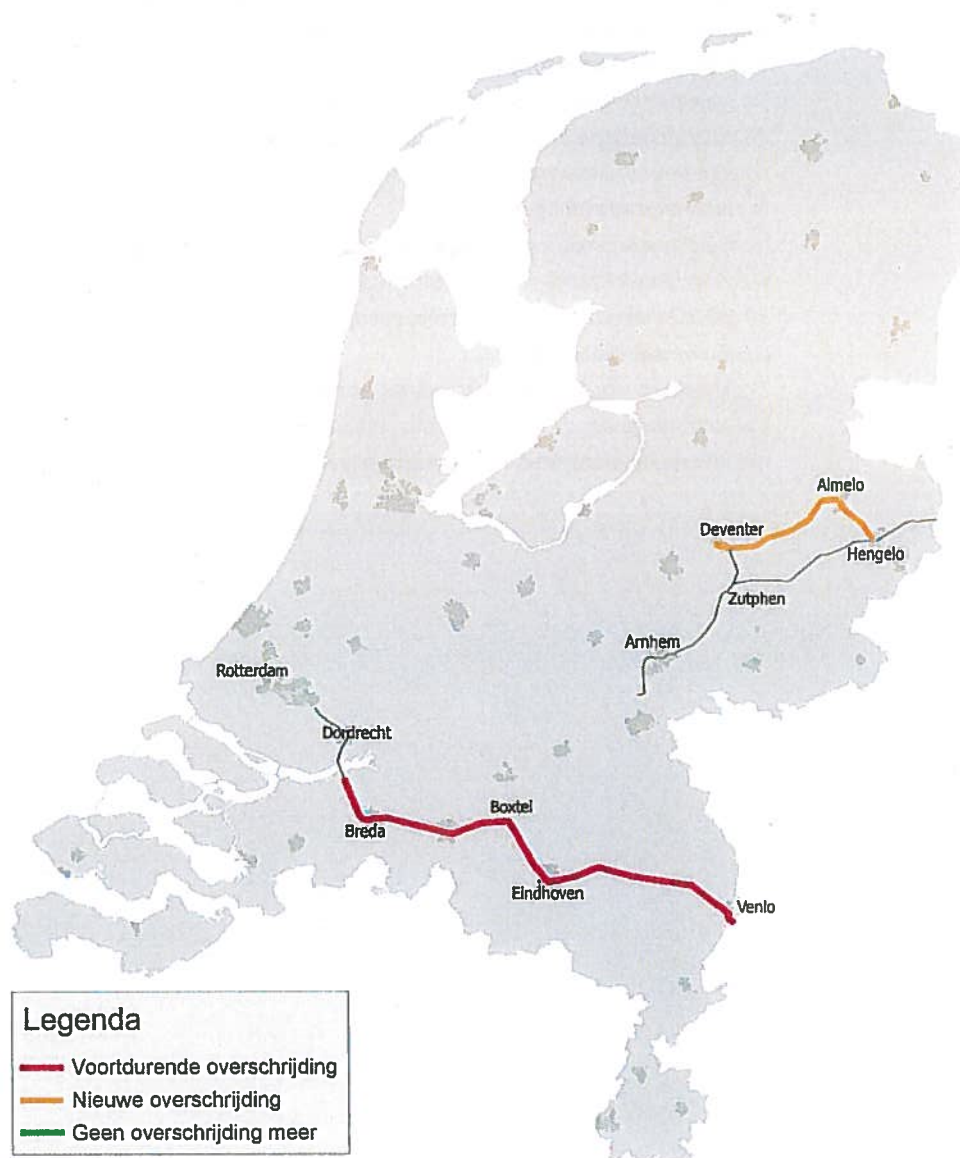 Almelo
Deventer
Hengelo
Zutphen
Arnhem
Rotterdam
Dordrecht
Boxtel
Breda
Eindhoven
Venlo
Legenda
Voortdurende overschrijding
Nieuwe overschrijding
Geen overschrijding meer